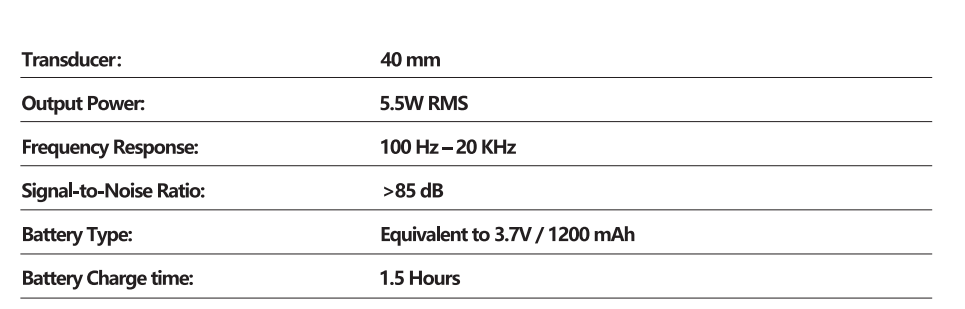 Transducer: 40 mm
Output Power: 5.5W RMS
Frequency Response: 100 Hz – 20 KHz
Signal-to-Noise Ratio: >85 dB
Battery Type: Equivalent to 3.7V / 1200 mAh
Battery Charge time: 1.5 Hours